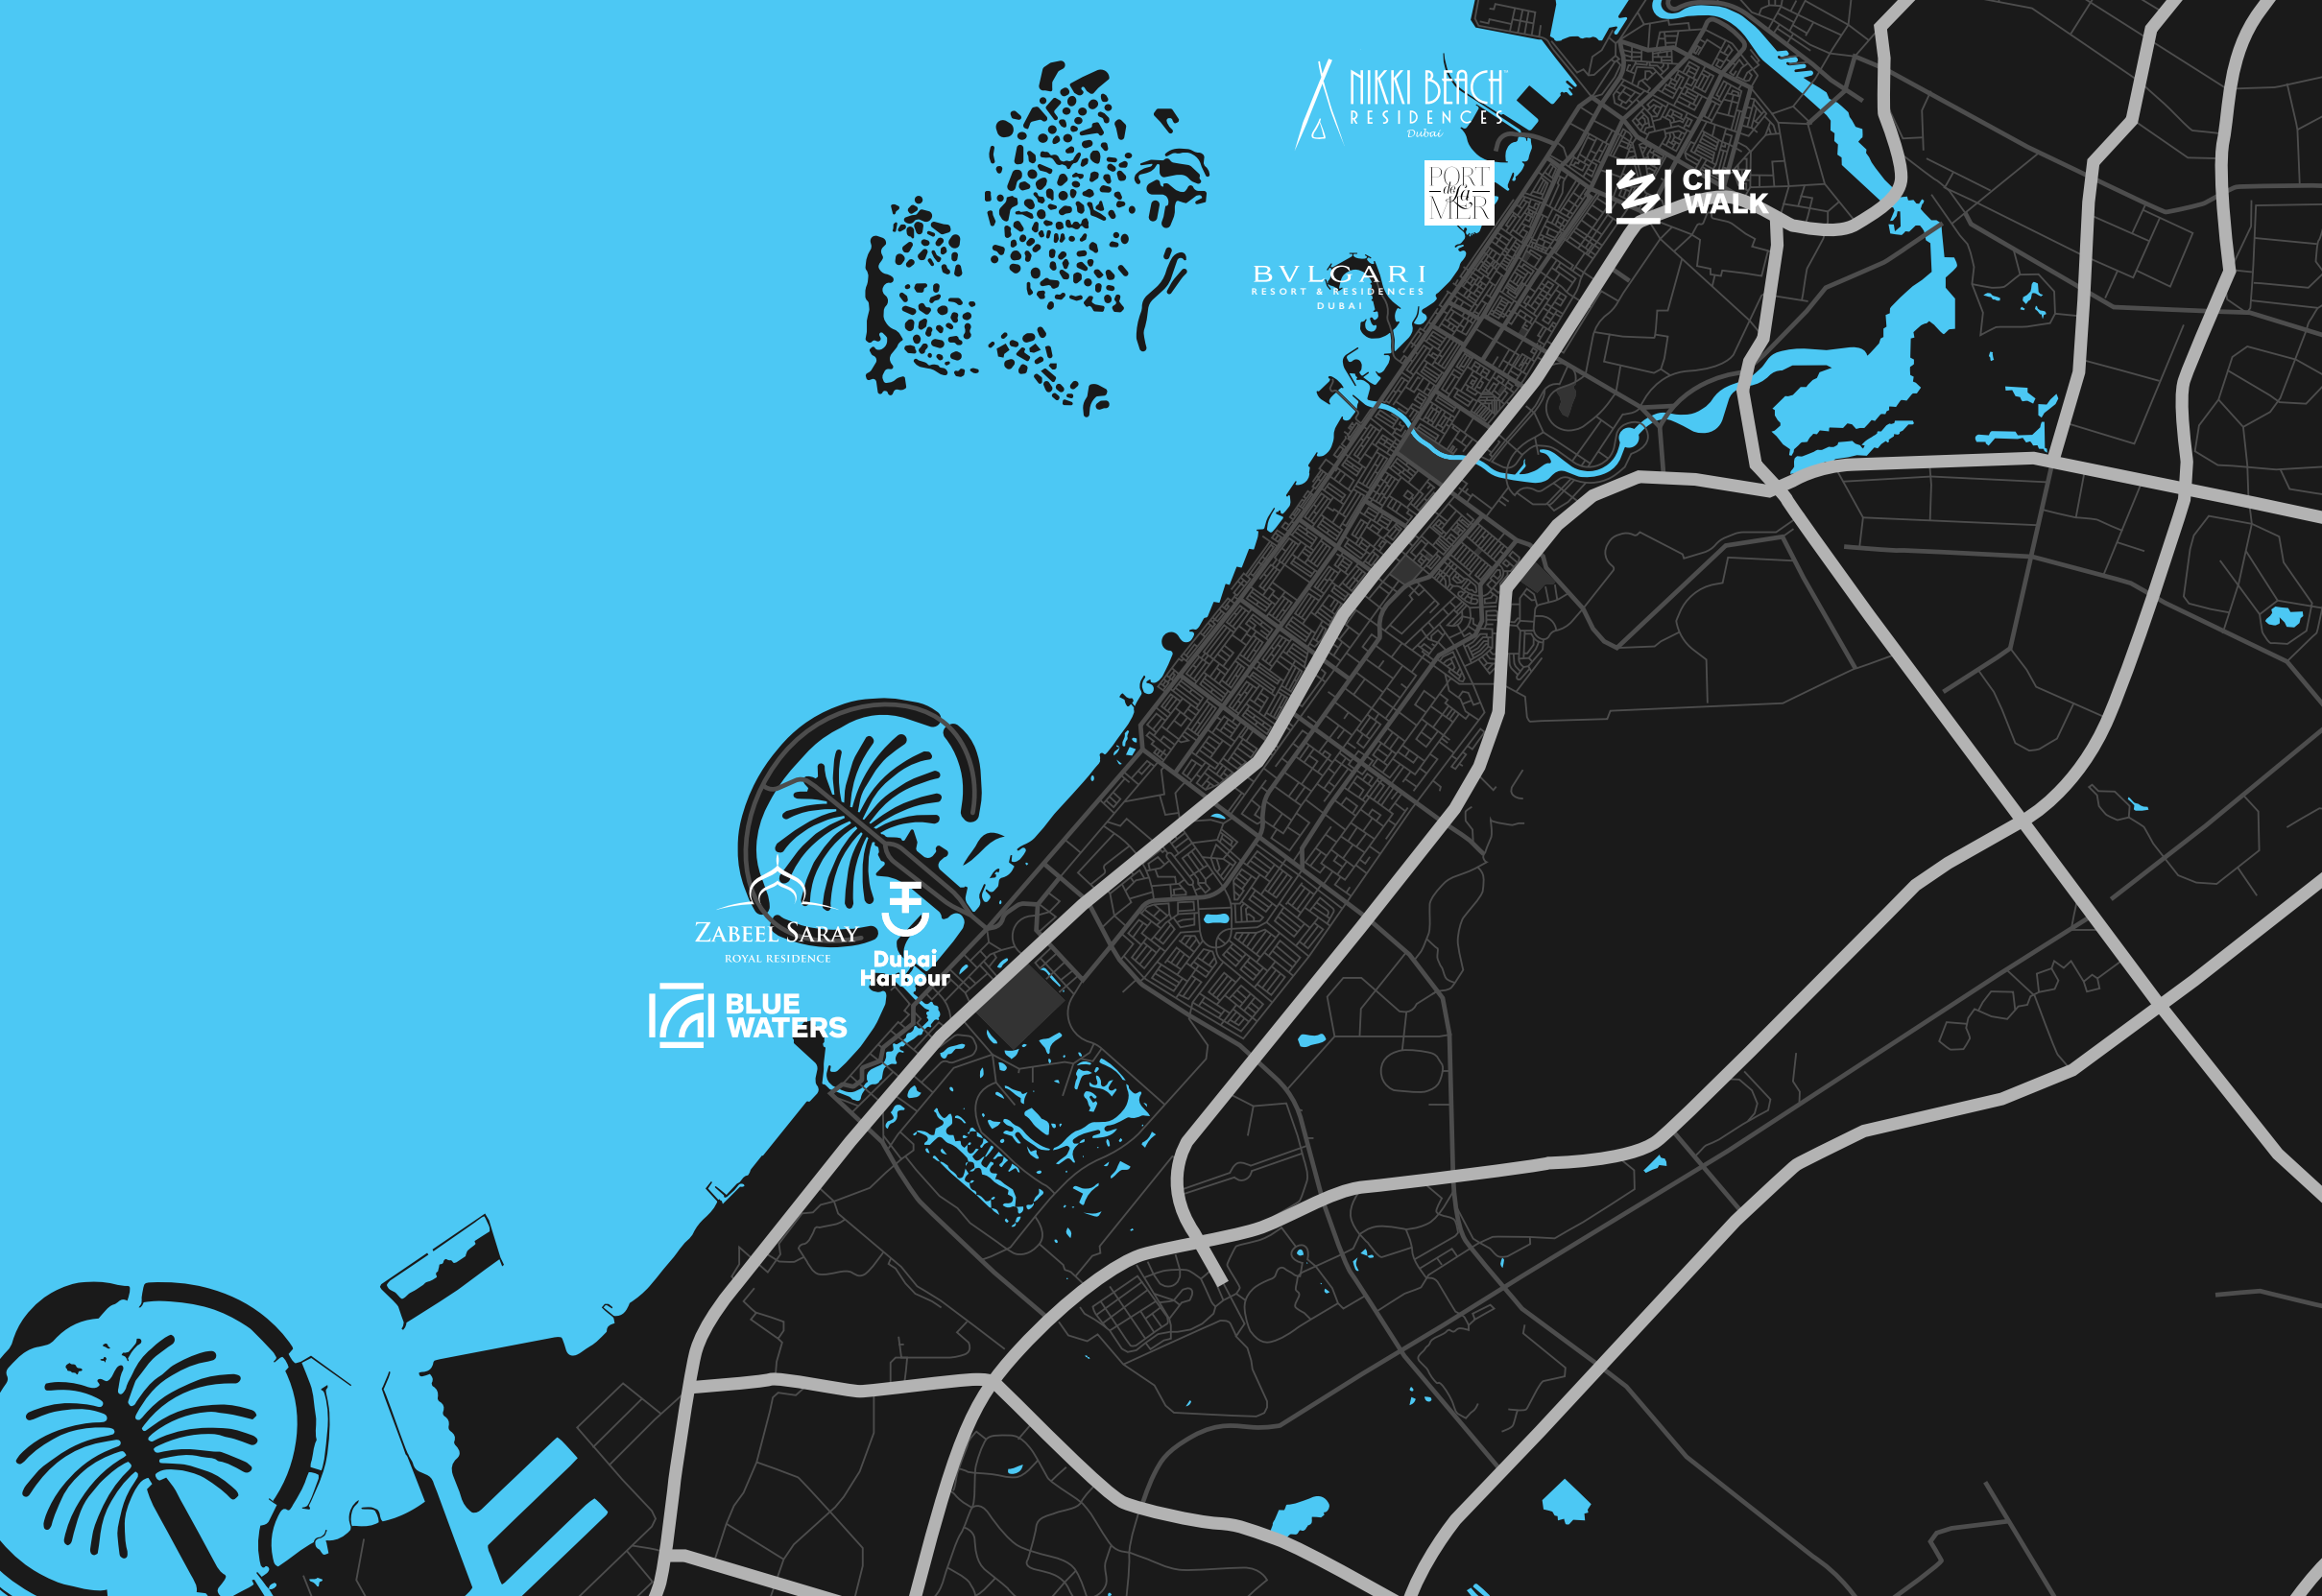 NIKKI BEACH
RESIDENCES
Dubai
PORT
de la
MER
CITY
WALK
BVLGARI
RESORT & RESIDENCES
DUBAI
ZABEEL SARAY
ROYAL RESIDENCE
Dubai
Harbour
BLUE
WATERS